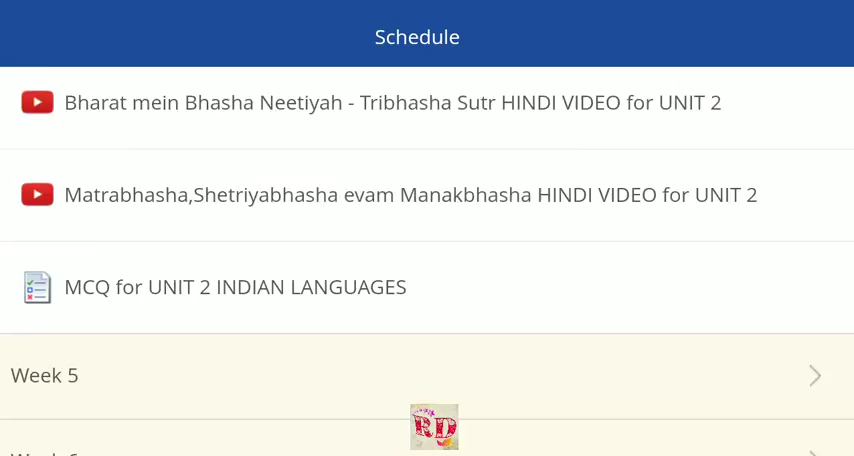 Schedule
Bharat mein Bhasha Neetiyah - Tribhasha Sutr HINDI VIDEO for UNIT 2
Matrabhasha,Shetriyabhasha evam Manakbhasha HINDI VIDEO for UNIT 2
MCQ for UNIT 2 INDIAN LANGUAGES
Week 5
RD